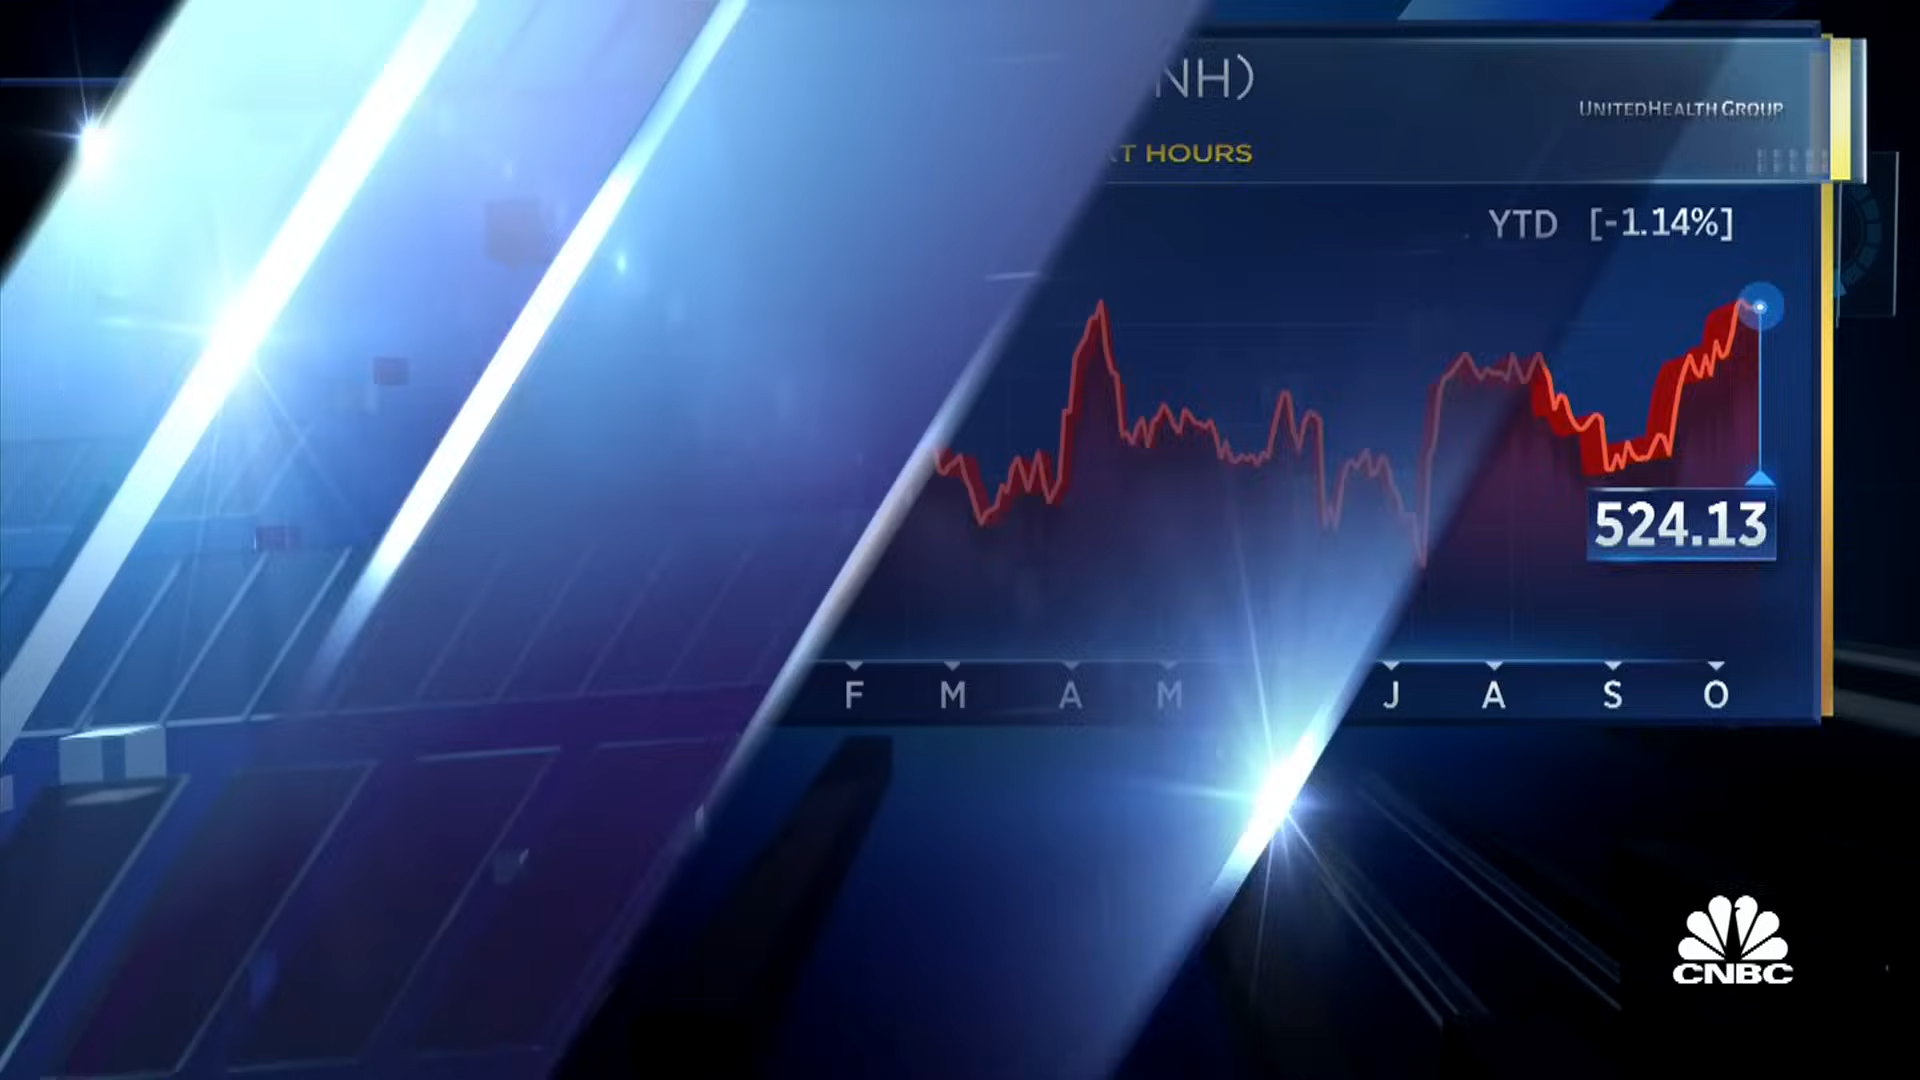 NH)
UNITEDHEALTH GROUP
T HOURS
YTD [-1.14%]
524.13
F M A M J A S O
CNBC